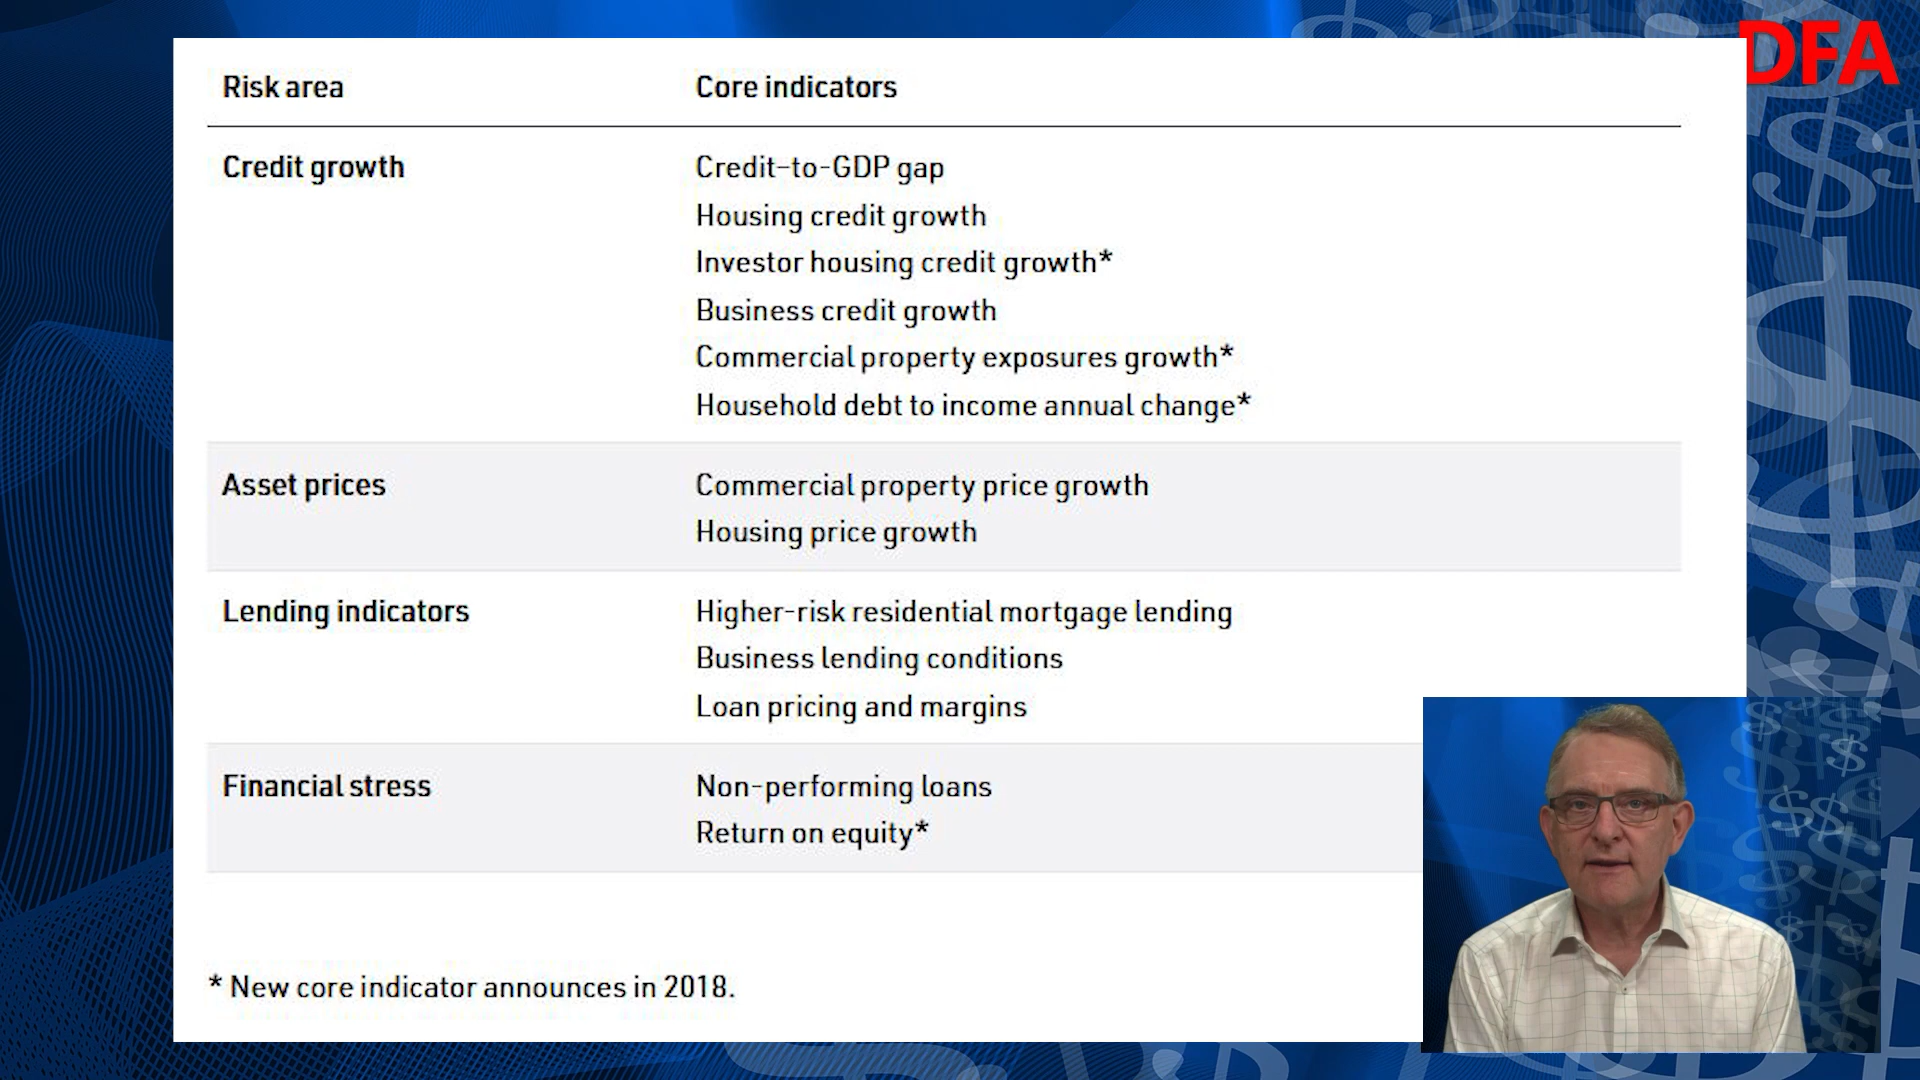 DFA
Risk area Core indicators
Credit growth Credit-to-GDP gap
Housing credit growth
Investor housing credit growth*
Business credit growth
Commercial property exposures growth*
Household debt to income annual change*
Asset prices Commercial property price growth
Housing price growth
Lending indicators Higher-risk residential mortgage lending
Business lending conditions
Loan pricing and margins
Financial stress Non-performing loans
Return on equity*
* New core indicator announces in 2018.